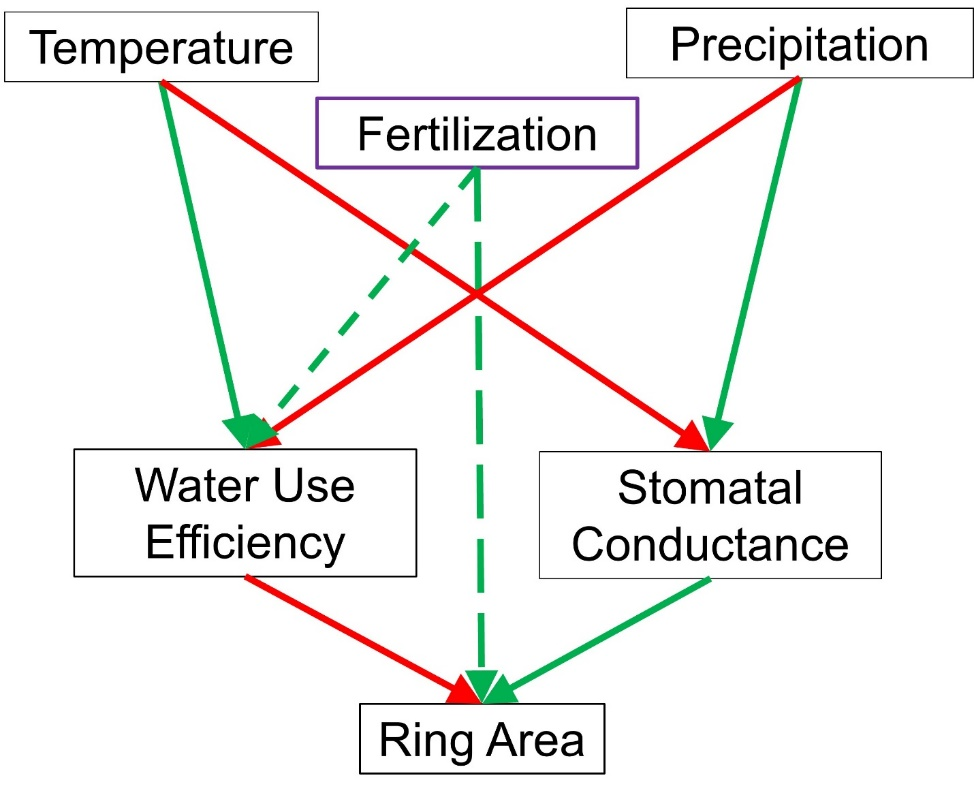 Temperature
Precipitation
Fertilization
Water Use
Efficiency
Stomatal
Conductance
Ring Area